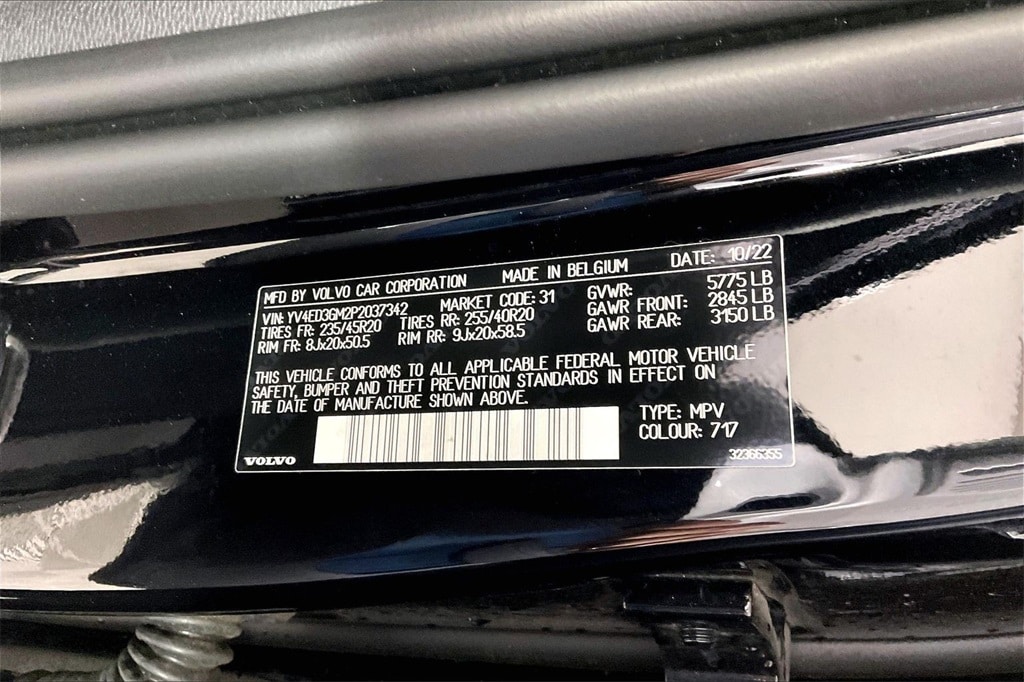 MFD BY VOLVO CAR CORPORATION MADE IN BELGIUM DATE: 10/22
VIN: YV4ED3GM2P2037342 MARKET CODE: 31 GVWR: 5775 LB
TIRES FR: 235/45R20 TIRES RR: 255/40R20 GAWR FRONT: 2845 LB
RIM FR: 8Jx20x50.5 RIM RR: 9Jx20x58.5 GAWR REAR: 3150 LB
THIS VEHICLE CONFORMS TO ALL APPLICABLE FEDERAL MOTOR VEHICLE
SAFETY, BUMPER AND THEFT PREVENTION STANDARDS IN EFFECT ON
THE DATE OF MANUFACTURE SHOWN ABOVE.
TYPE: MPV
COLOUR: 717
VOLVO 32366355